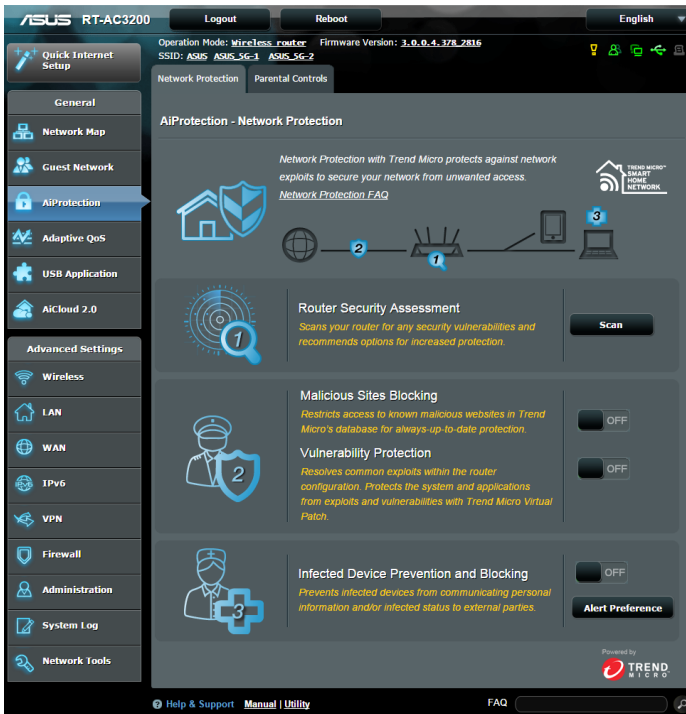 ASUS RT-AC3200
Logout
Reboot
English
Quick Internet
Setup
Operation Mode: Wireless router Firmware Version: 3.0.0.4.378_2816
SSID: ASUS ASUS_5G-1 ASUS_5G-2
Network Protection
Parental Controls
General
Network Map
Guest Network
AiProtection
Adaptive QoS
USB Application
AiCloud 2.0
Advanced Settings
Wireless
LAN
WAN
IPv6
VPN
Firewall
Administration
System Log
Network Tools
AiProtection - Network Protection
Network Protection with Trend Micro protects against network
exploits to secure your network from unwanted access.
Network Protection FAQ
TREND MICRO™
SMART
HOME
NETWORK
3
2
1
1
Router Security Assessment
Scans your router for any security vulnerabilities and
recommends options for increased protection.
Scan
2
Malicious Sites Blocking
Restricts access to known malicious websites in Trend
Micro's database for always-up-to-date protection.
OFF
Vulnerability Protection
Resolves common exploits within the router
configuration. Protects the system and applications
from exploits and vulnerabilities with Trend Micro Virtual
Patch.
OFF
3
Infected Device Prevention and Blocking
Prevents infected devices from communicating personal
information and/or infected status to external parties.
OFF
Alert Preference
Powered by
TREND
MICRO
Help & Support Manual | Utility
FAQ